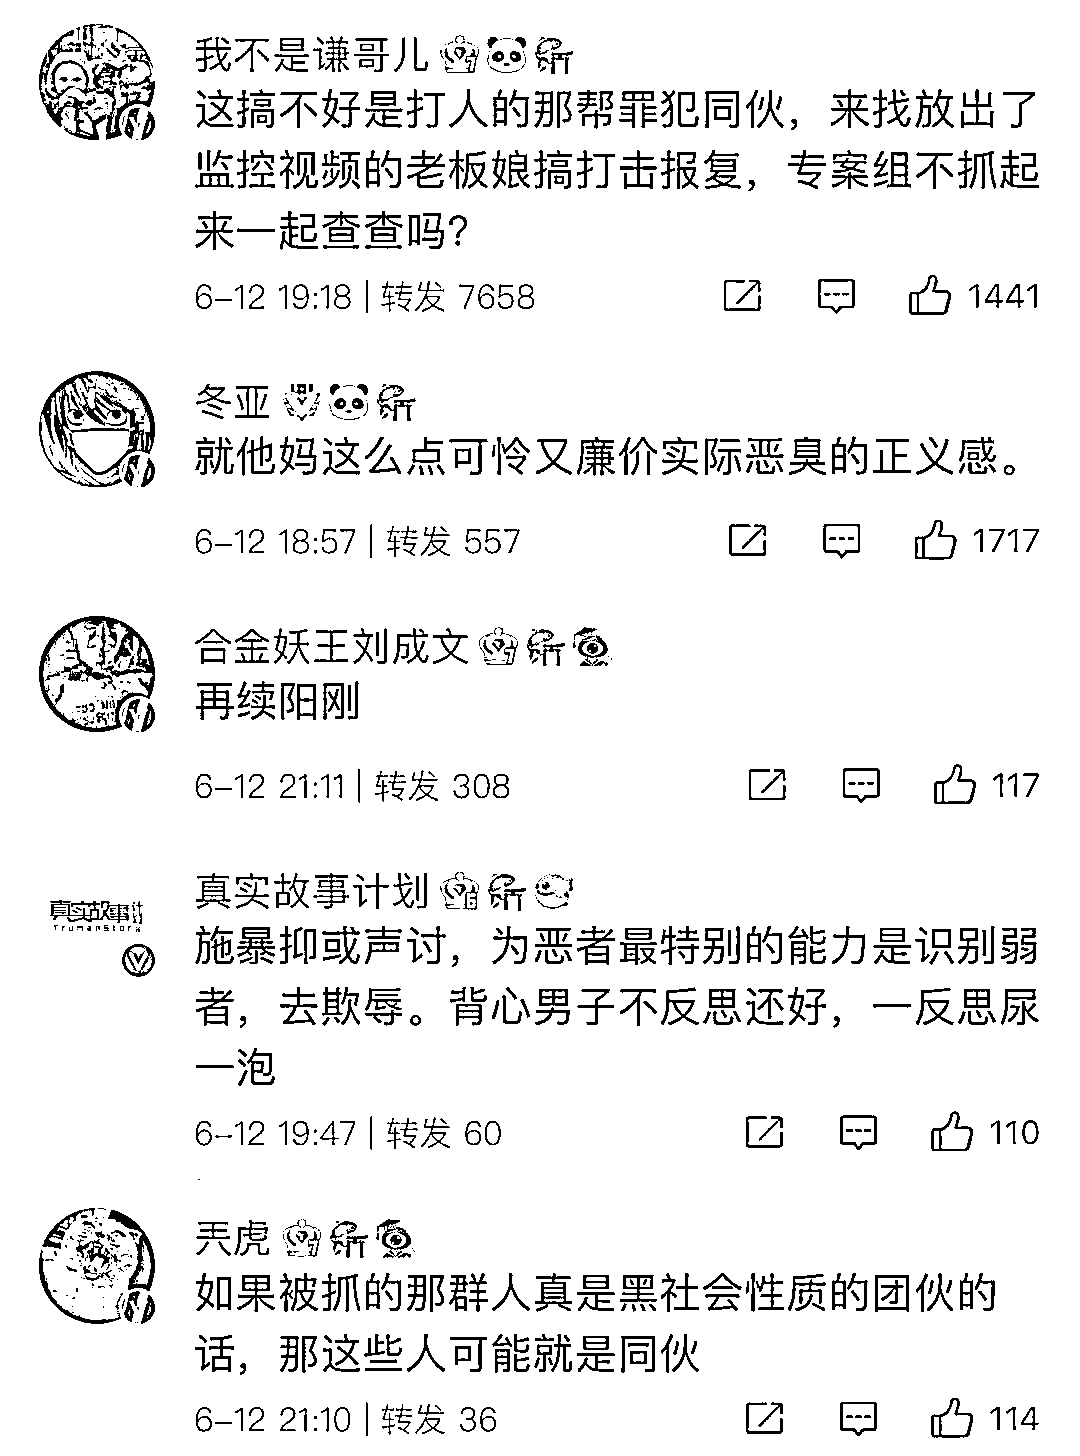 我不是谦哥儿
这搞不好是打人的那帮罪犯同伙，来找放出了
监控视频的老板娘搞打击报复，专案组不抓起
来一起查查吗？
6-12 19:18 | 转发 7658 1441
冬亚
就他妈这么点可怜又廉价实际恶臭的正义感。
6-12 18:57 | 转发 557 1717
合金妖王刘成文
再续阳刚
6-12 21:11 | 转发 308 117
真实故事计划
真实故事计
TrumanStory
施暴抑或声讨，为恶者最特别的能力是识别弱
者，去欺辱。背心男子不反思还好，一反思尿
一泡
6-12 19:47 | 转发 60 110
兲虎
如果被抓的那群人真是黑社会性质的团伙的
话，那这些人可能就是同伙
6-12 21:10 | 转发 36 114